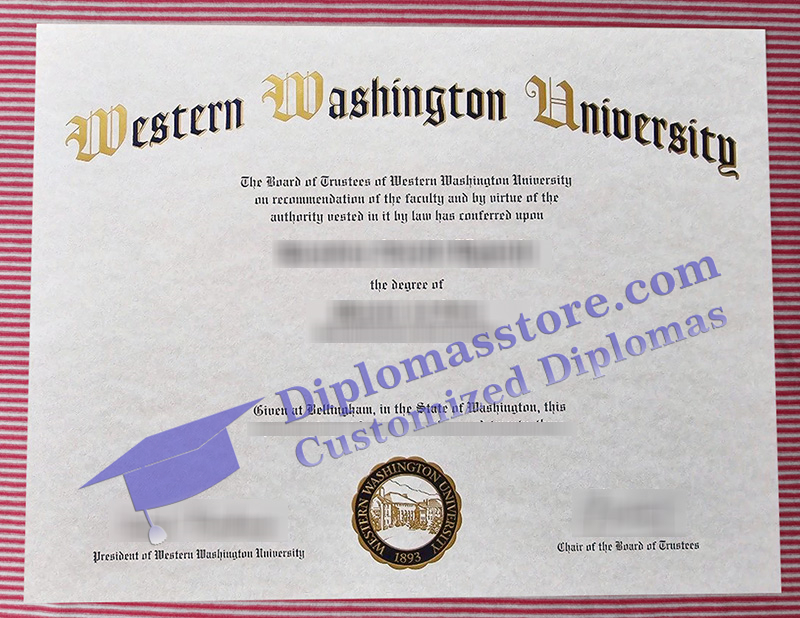 Western Washington University
The Board of Trustees of Western Washington University
on recommendation of the faculty and by virtue of the
authority vested in it by law has conferred upon
the degree of
Diplomasstore.com
Customized Diplomas
Given at Bellingham, in the State of Washington, this
WESTERN WASHINGTON UNIVERSITY
1893
President of Western Washington University
Chair of the Board of Trustees